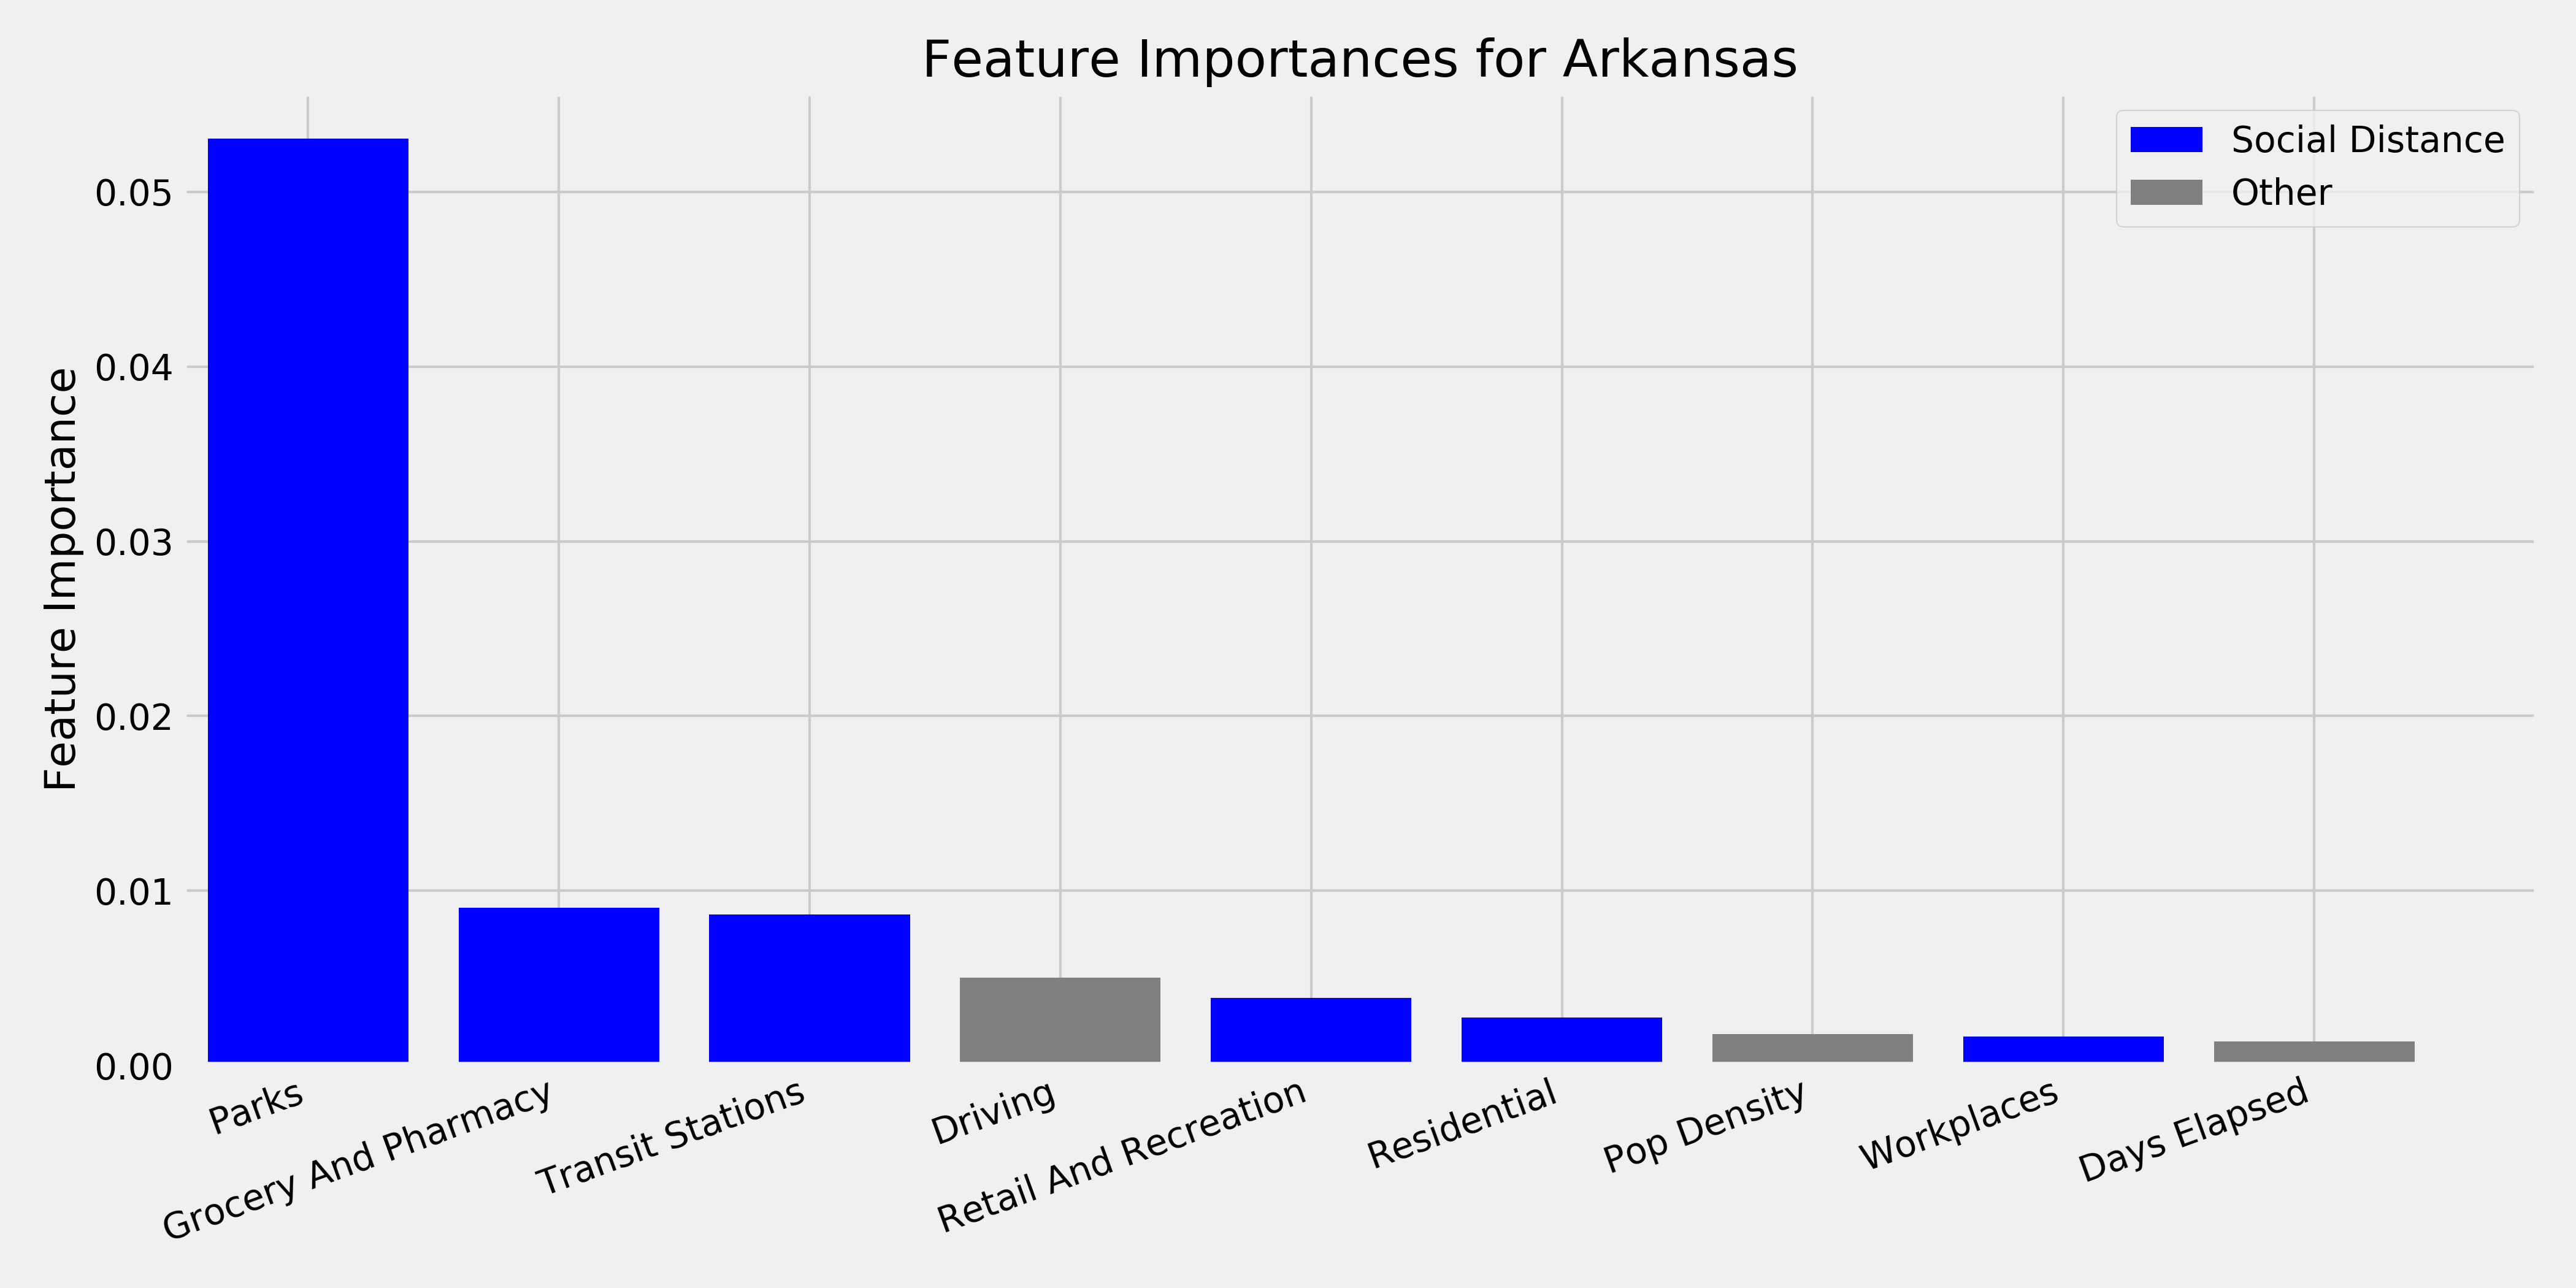 Feature Importances for Arkansas
Social Distance
Other
Feature Importance
0.05
0.04
0.03
0.02
0.01
0.00
Parks
Grocery And Pharmacy
Transit Stations
Driving
Retail And Recreation
Residential
Pop Density
Workplaces
Days Elapsed